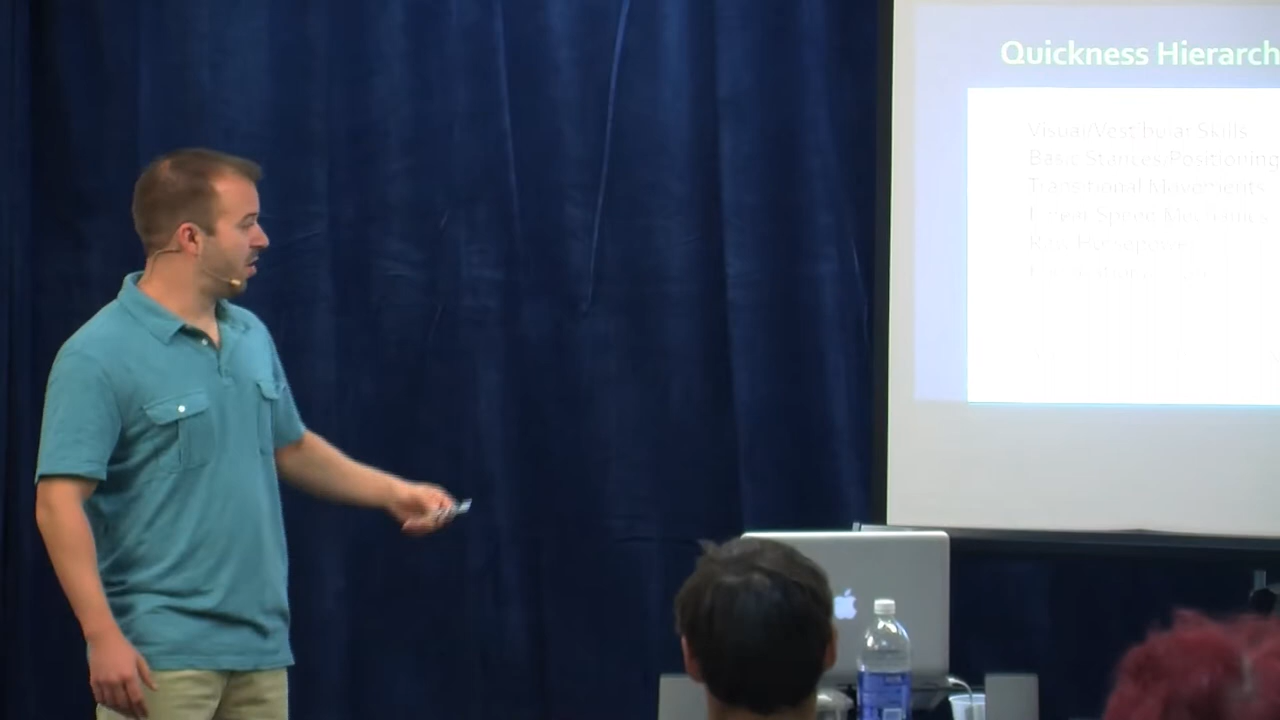 Quickness Hierarch
Visual/Vestibular Skills
Basic Stances/Positioning
Transitional Movements
Linear Speed Mechanics
Raw Horsepower